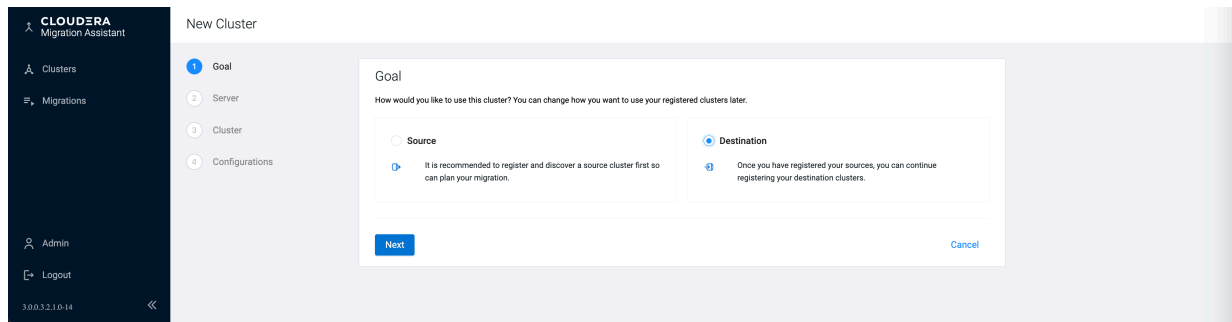 CLOUDERA
Migration Assistant
New Cluster
Clusters
Migrations
Admin
Logout
3.0.0.3.2.1.0-14
1 Goal
2 Server
3 Cluster
4 Configurations
Goal
How would you like to use this cluster? You can change how you want to use your registered clusters later.
Source
It is recommended to register and discover a source cluster first so
can plan your migration.
Destination
Once you have registered your sources, you can continue
registering your destination clusters.
Next
Cancel